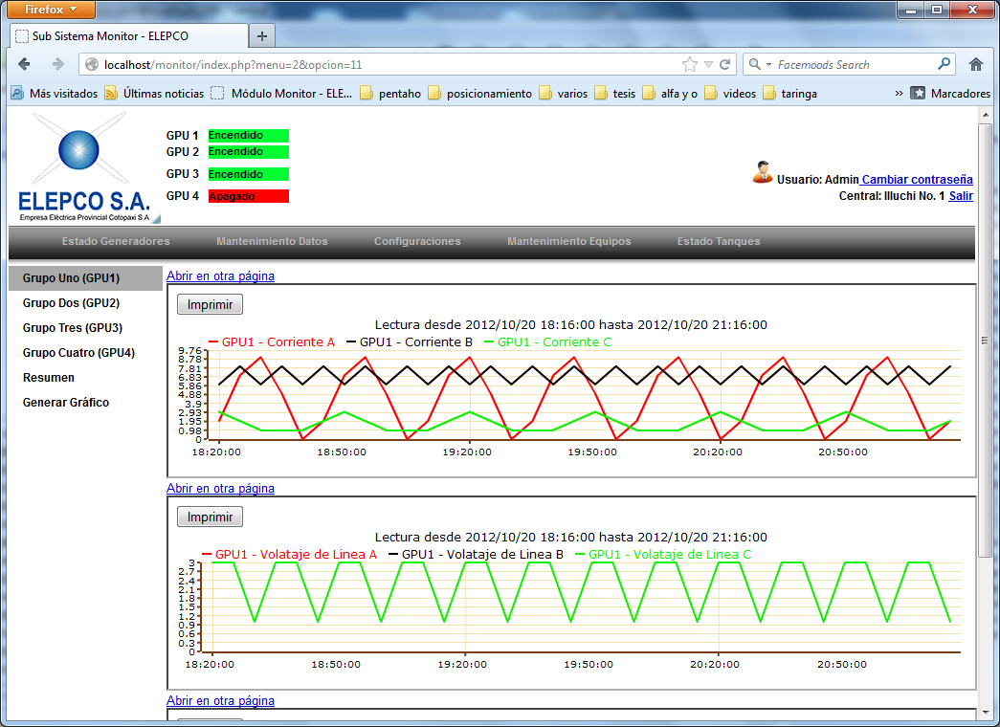 Firefox
Sub Sistema Monitor - ELEPCO
localhost/monitor/index.php?menu=2&opcion=11
Facemoods Search
Más visitados
Últimas noticias
Módulo Monitor - ELE...
pentaho
posicionamiento
varios
tesis
alfa y o
videos
taringa
»
Marcadores
ELEPCO S.A.
Empresa Eléctrica Provincial Cotopaxi S.A
GPU 1 Encendido
GPU 2 Encendido
GPU 3 Encendido
GPU 4 Apagado
Usuario: Admin Cambiar contraseña
Central: Illuchi No. 1 Salir
Estado Generadores
Mantenimiento Datos
Configuraciones
Mantenimiento Equipos
Estado Tanques
Grupo Uno (GPU1)
Grupo Dos (GPU2)
Grupo Tres (GPU3)
Grupo Cuatro (GPU4)
Resumen
Generar Gráfico
Abrir en otra página
Imprimir
Lectura desde 2012/10/20 18:16:00 hasta 2012/10/20 21:16:00
GPU1 - Corriente A GPU1 - Corriente B GPU1 - Corriente C
9.76
8.78
7.81
6.83
5.86
4.88
3.9
2.93
1.95
0.98
0
18:20:00 18:50:00 19:20:00 19:50:00 20:20:00 20:50:00
Abrir en otra página
Imprimir
Lectura desde 2012/10/20 18:16:00 hasta 2012/10/20 21:16:00
GPU1 - Volataje de Linea A GPU1 - Volataje de Linea B GPU1 - Volataje de Linea C
3
2.7
2.4
2.1
1.8
1.5
1.2
0.9
0.6
0.3
0
18:20:00 18:50:00 19:20:00 19:50:00 20:20:00 20:50:00
Abrir en otra página